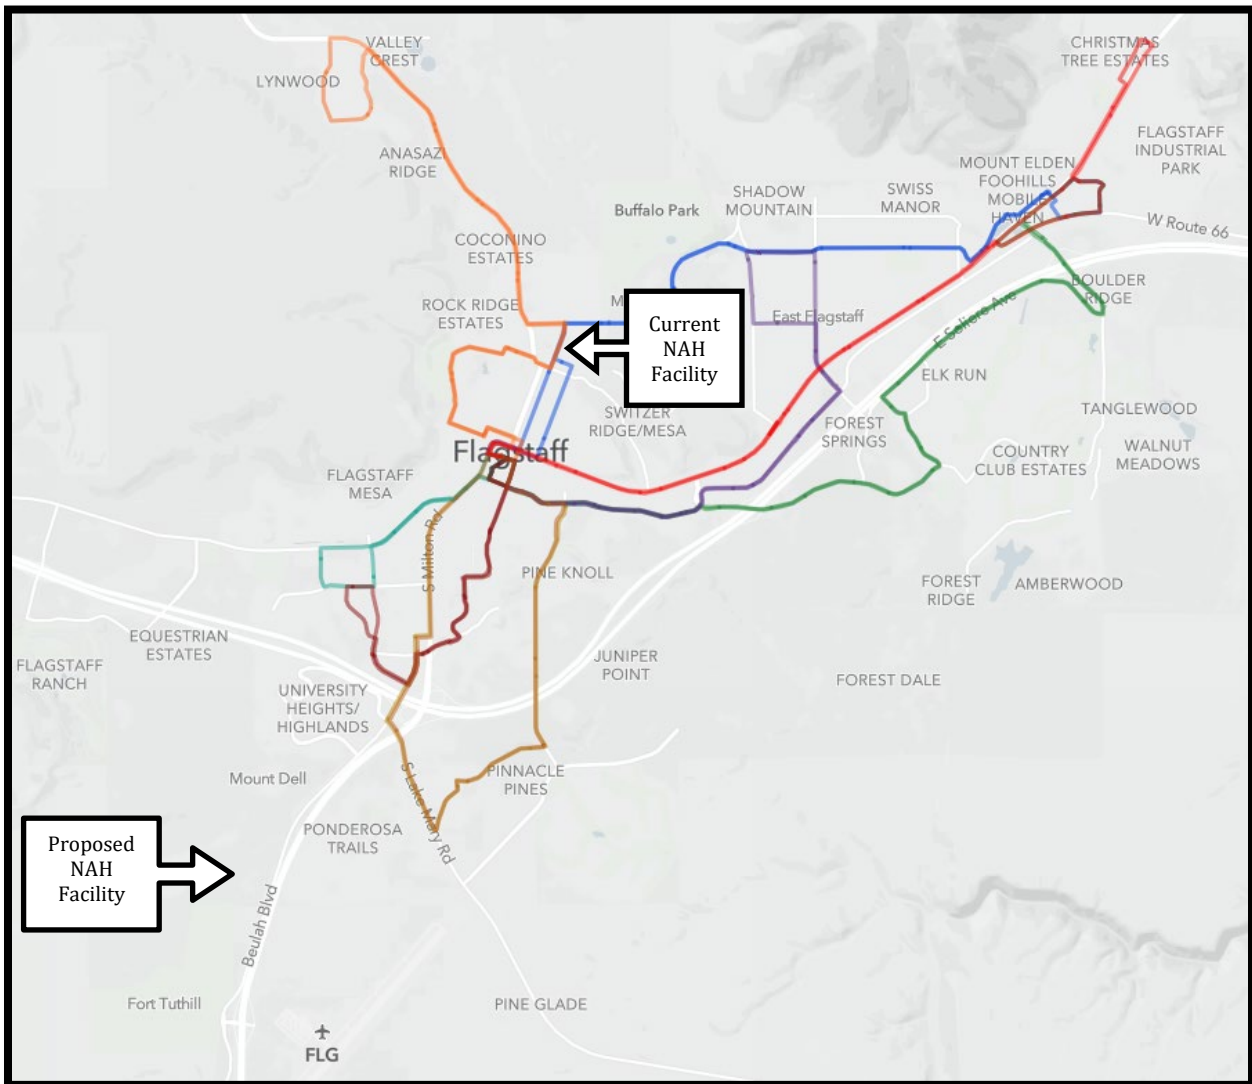 VALLEY
CREST
LYNWOOD
CHRISTMAS
TREE ESTATES
FLAGSTAFF
INDUSTRIAL
PARK
ANASAZI
RIDGE
MOUNT ELDEN
FOOHILLS
MOBILE
HAVEN
SHADOW
MOUNTAIN
SWISS
MANOR
Buffalo Park
W Route 66
COCONINO
ESTATES
BOULDER
RIDGE
ROCK RIDGE
ESTATES
M
Current
NAH
Facility
East Flagstaff
E Soliere Ave
ELK RUN
SWITZER
RIDGE/MESA
FOREST
SPRINGS
TANGLEWOOD
COUNTRY
CLUB ESTATES
WALNUT
MEADOWS
Flagstaff
FLAGSTAFF
MESA
S Milton Rd
PINE KNOLL
FOREST
RIDGE
AMBERWOOD
EQUESTRIAN
ESTATES
FLAGSTAFF
RANCH
JUNIPER
POINT
FOREST DALE
UNIVERSITY
HEIGHTS/
HIGHLANDS
Mount Dell
S Lake Mary Rd
PINNACLE
PINES
PONDEROSA
TRAILS
Proposed
NAH
Facility
Beulah Blvd
Fort Tuthill
PINE GLADE
FLG